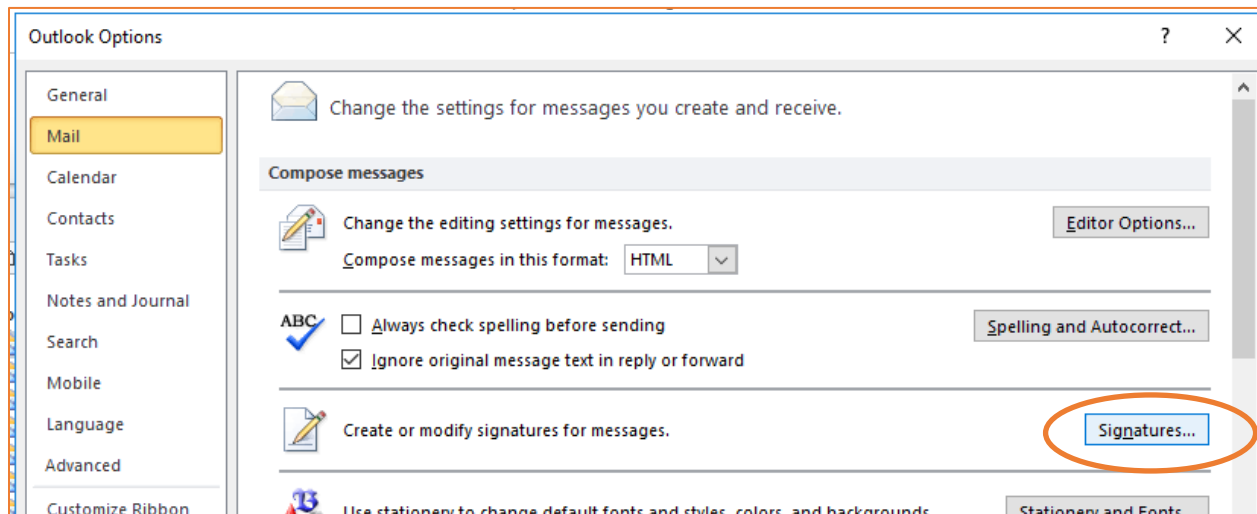 Outlook Options
?
General
Mail
Calendar
Contacts
Tasks
Notes and Journal
Search
Mobile
Language
Advanced
Customize Ribbon
Change the settings for messages you create and receive.
Compose messages
Change the editing settings for messages.
Editor Options...
Compose messages in this format: HTML
ABC
Always check spelling before sending
Spelling and Autocorrect...
Ignore original message text in reply or forward
Create or modify signatures for messages.
Signatures...
Use stationery to change default fonts and styles, colors, and backgrounds.
Stationery and Fonts...